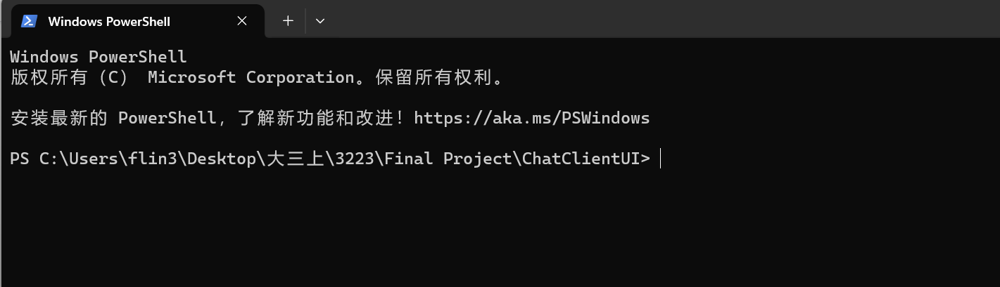 Windows PowerShell
Windows PowerShell
版权所有（C） Microsoft Corporation。保留所有权利。
安装最新的 PowerShell，了解新功能和改进！https://aka.ms/PSWindows
PS C:\Users\flin3\Desktop\大三上\3223\Final Project\ChatClientUI>